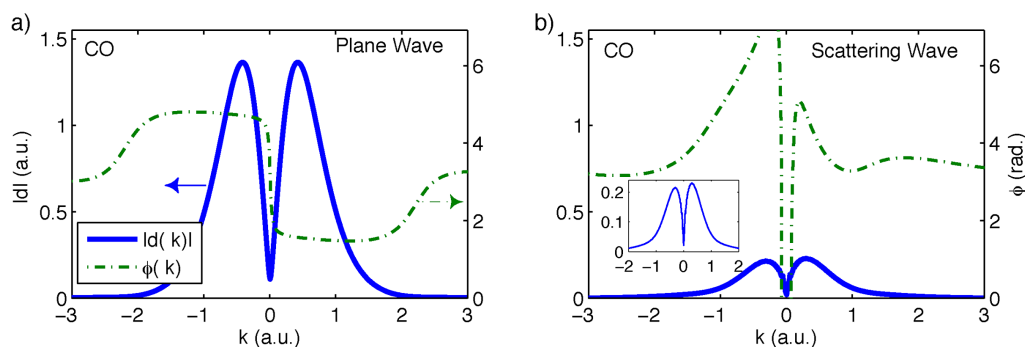 a)
CO
Plane Wave
1.5
1
0.5
0
|d| (a.u.)
6
4
2
0
|d( k)|
ϕ( k)
−3 −2 −1 0 1 2 3
k (a.u.)
b)
CO
Scattering Wave
1.5
1
0.5
0
6
4
2
0
ϕ (rad.)
0.2
0.1
0
−2 −1 0 1 2
−3 −2 −1 0 1 2 3
k (a.u.)